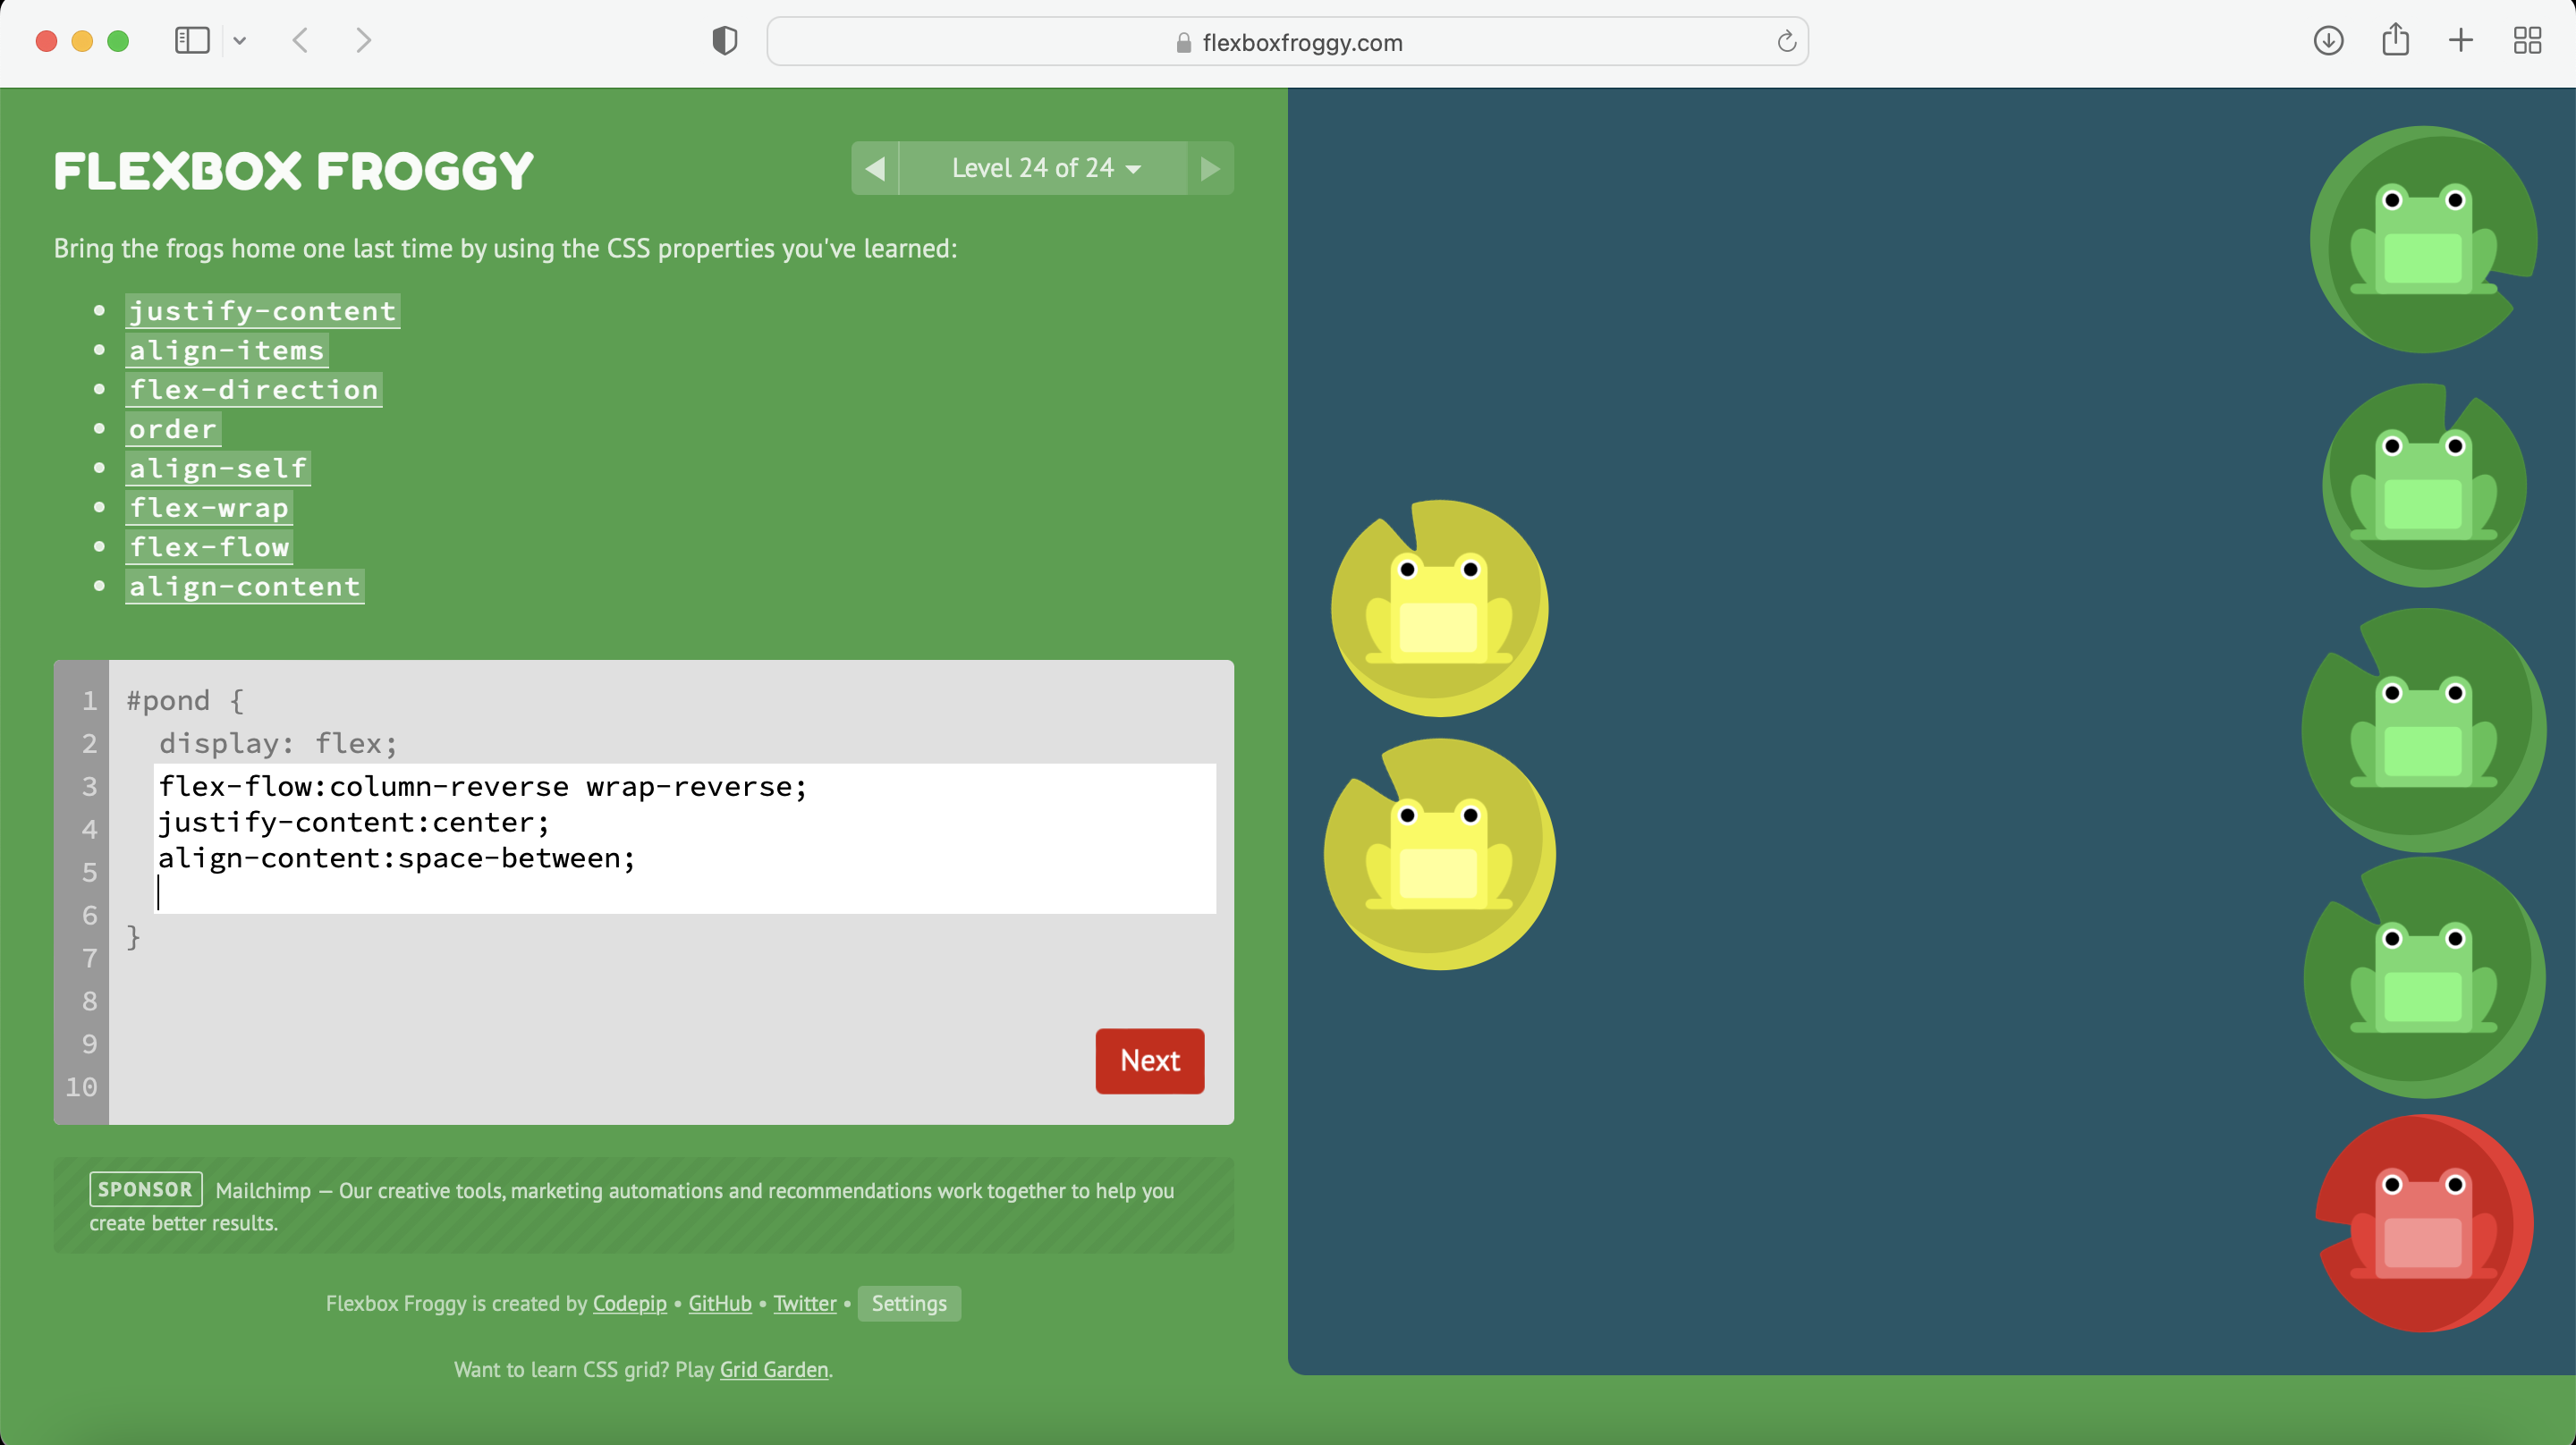 flexboxfroggy.com
FLEXBOX FROGGY
Level 24 of 24
Bring the frogs home one last time by using the CSS properties you've learned:
justify-content
align-items
flex-direction
order
align-self
flex-wrap
flex-flow
align-content
1 #pond {
2 display: flex;
3 flex-flow:column-reverse wrap-reverse;
4 justify-content:center;
5 align-content:space-between;
6
7 }
8
9
10
Next
SPONSOR Mailchimp — Our creative tools, marketing automations and recommendations work together to help you
create better results.
Flexbox Froggy is created by Codepip • GitHub • Twitter • Settings
Want to learn CSS grid? Play Grid Garden.